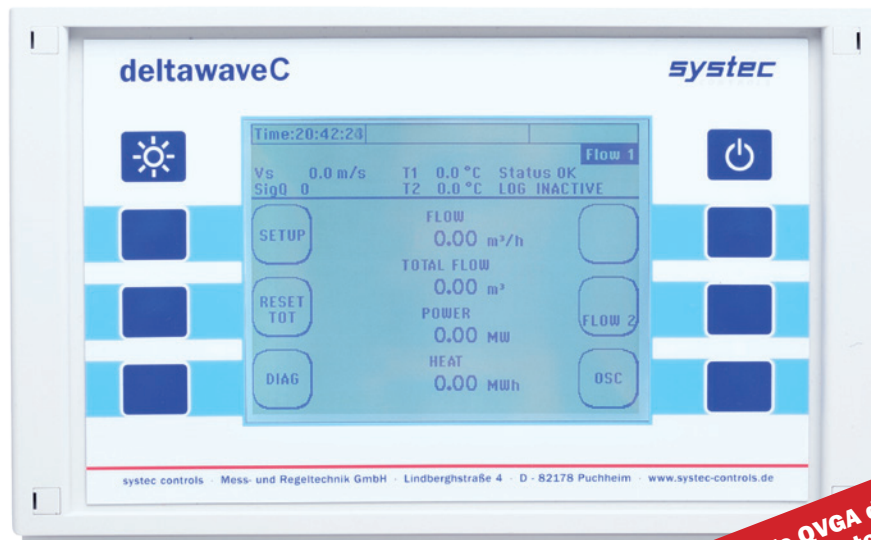 deltawaveC
systec
Time:20:42:28
Flow 1
Vs 0.0 m/s T1 0.0 °C Status OK
SigQ 0 T2 0.0 °C LOG INACTIVE
SETUP
FLOW
0.00 m³/h
TOTAL FLOW
0.00 m³
RESET
TOT
POWER
0.00 MW
FLOW 2
HEAT
0.00 MWh
DIAG
OSC
systec controls · Mess- und Regeltechnik GmbH · Lindberghstraße 4 · D - 82178 Puchheim · www.systec-controls.de
QVGA